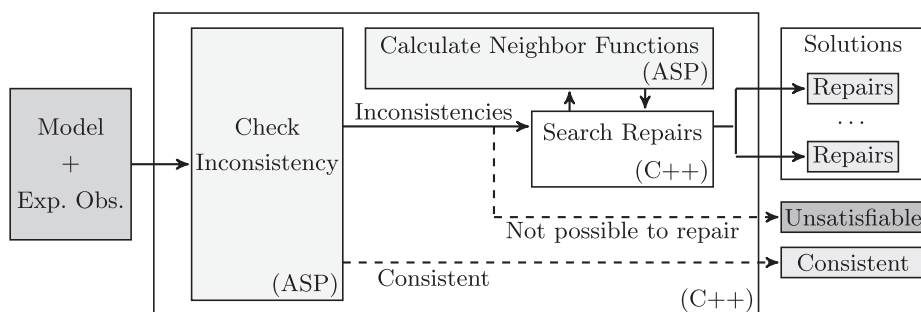 Model
+
Exp. Obs.
Check
Inconsistency
(ASP)
Calculate Neighbor Functions
(ASP)
Inconsistencies
Search Repairs
(C++)
Not possible to repair
Consistent
(C++)
Solutions
Repairs
...
Repairs
Unsatisfiable
Consistent